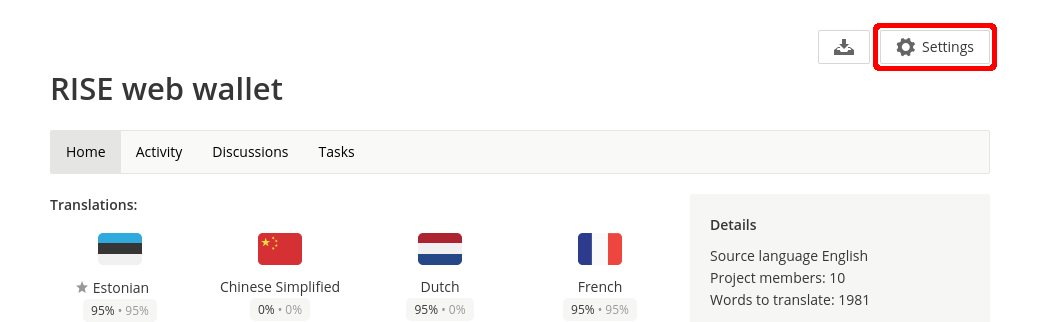 Settings
RISE web wallet
Home Activity Discussions Tasks
Translations:
Estonian
95% • 95%
Chinese Simplified
0% • 0%
Dutch
95% • 0%
French
95% • 95%
Details
Source language English
Project members: 10
Words to translate: 1981